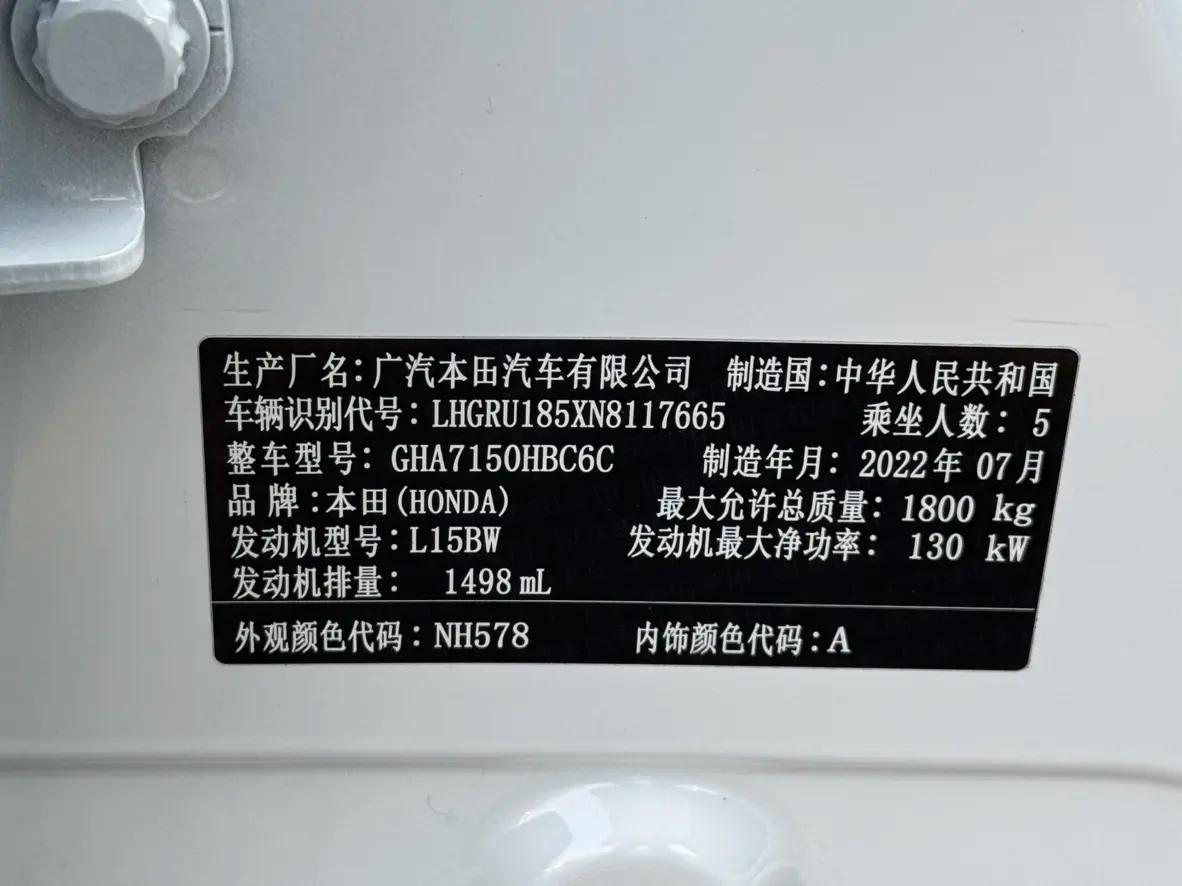 生产厂名:广汽本田汽车有限公司 制造国:中华人民共和国
车辆识别代号:LHGRU185XN8117665 乘坐人数:5
整车型号:GHA7150HBC6C 制造年月:2022年07月
品牌:本田(HONDA) 最大允许总质量:1800 kg
发动机型号:L15BW 发动机最大净功率:130 kW
发动机排量: 1498mL
外观颜色代码:NH578 内饰颜色代码:A